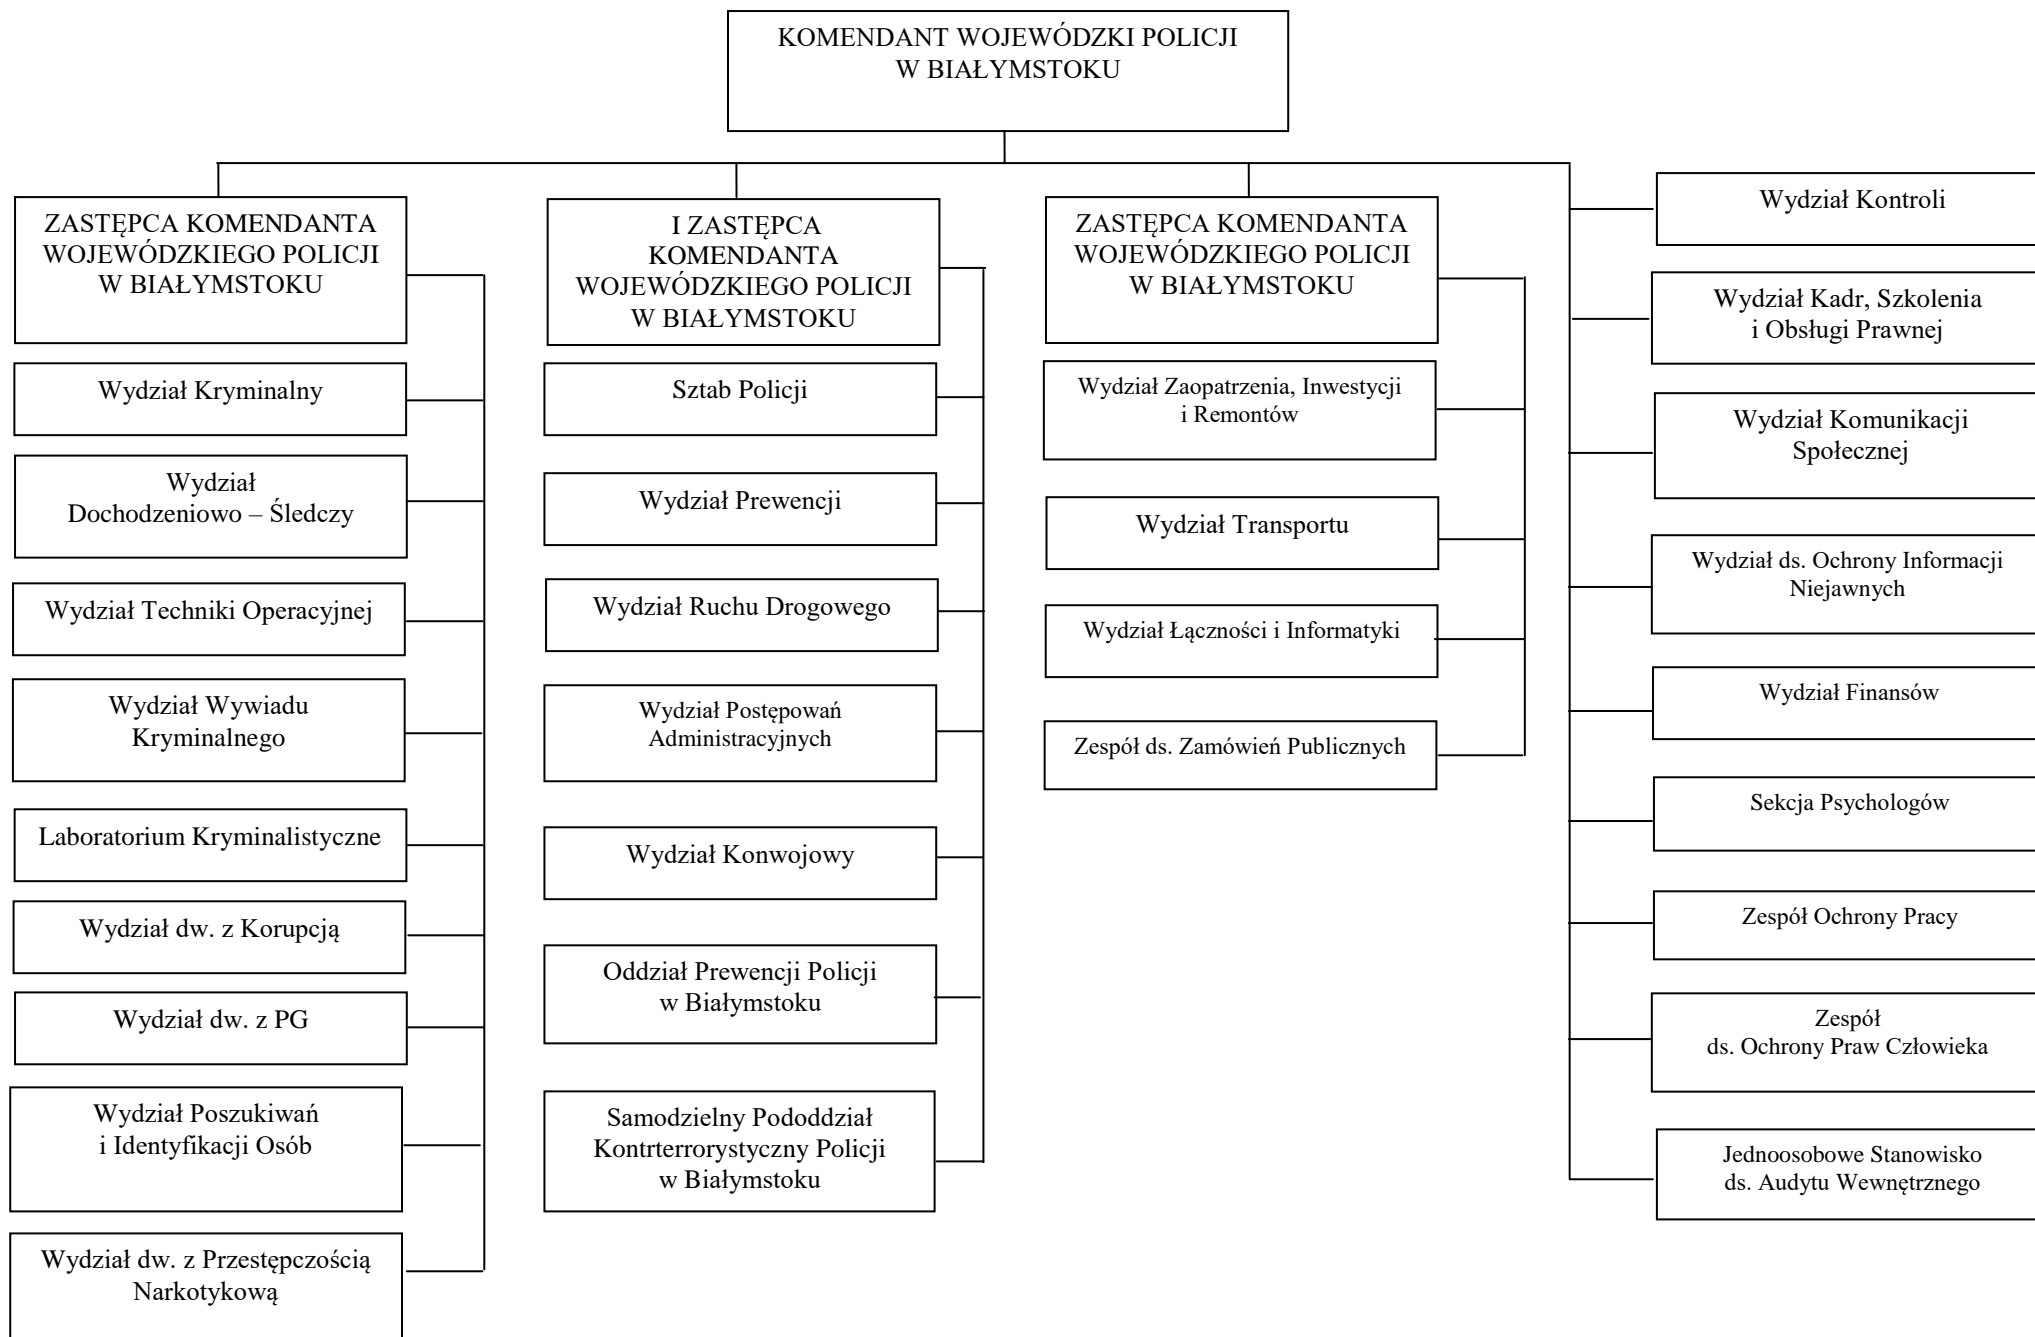 KOMENDANT WOJEWÓDZKI POLICJI
W BIAŁYMSTOKU
ZASTĘPCA KOMENDANTA
WOJEWÓDZKIEGO POLICJI
W BIAŁYMSTOKU
Wydział Kryminalny
Wydział
Dochodzeniowo – Śledczy
Wydział Techniki Operacyjnej
Wydział Wywiadu
Kryminalnego
Laboratorium Kryminalistyczne
Wydział dw. z Korupcją
Wydział dw. z PG
Wydział Poszukiwań
i Identyfikacji Osób
Wydział dw. z Przestępczością
Narkotykową
I ZASTĘPCA
KOMENDANTA
WOJEWÓDZKIEGO POLICJI
W BIAŁYMSTOKU
Sztab Policji
Wydział Prewencji
Wydział Ruchu Drogowego
Wydział Postępowań
Administracyjnych
Wydział Konwojowy
Oddział Prewencji Policji
w Białymstoku
Samodzielny Pododdział
Kontrterrorystyczny Policji
w Białymstoku
ZASTĘPCA KOMENDANTA
WOJEWÓDZKIEGO POLICJI
W BIAŁYMSTOKU
Wydział Zaopatrzenia, Inwestycji
i Remontów
Wydział Transportu
Wydział Łączności i Informatyki
Zespół ds. Zamówień Publicznych
Wydział Kontroli
Wydział Kadr, Szkolenia
i Obsługi Prawnej
Wydział Komunikacji
Społecznej
Wydział ds. Ochrony Informacji
Niejawnych
Wydział Finansów
Sekcja Psychologów
Zespół Ochrony Pracy
Zespół
ds. Ochrony Praw Człowieka
Jednoosobowe Stanowisko
ds. Audytu Wewnętrznego